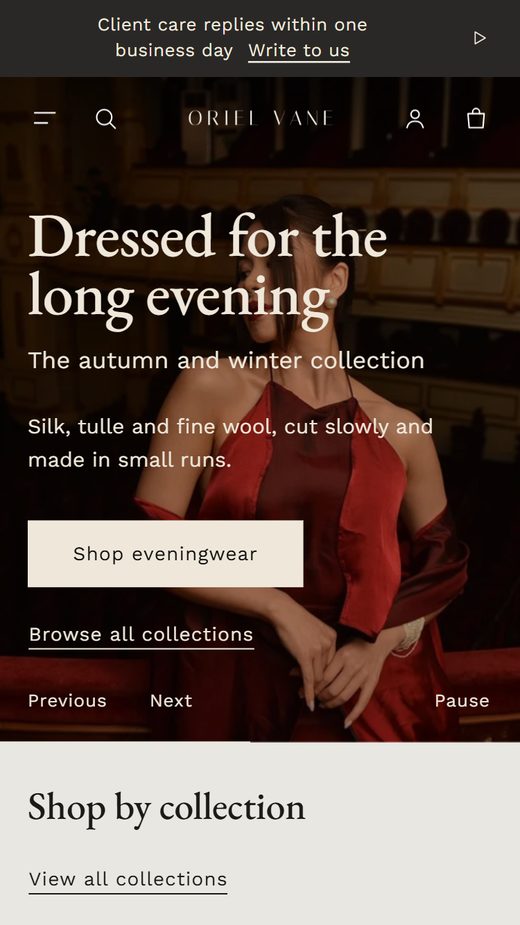 Client care replies within one
business day Write to us
ORIEL VANE
Dressed for the
long evening
The autumn and winter collection
Silk, tulle and fine wool, cut slowly and
made in small runs.
Shop eveningwear
Browse all collections
Previous Next Pause
Shop by collection
View all collections